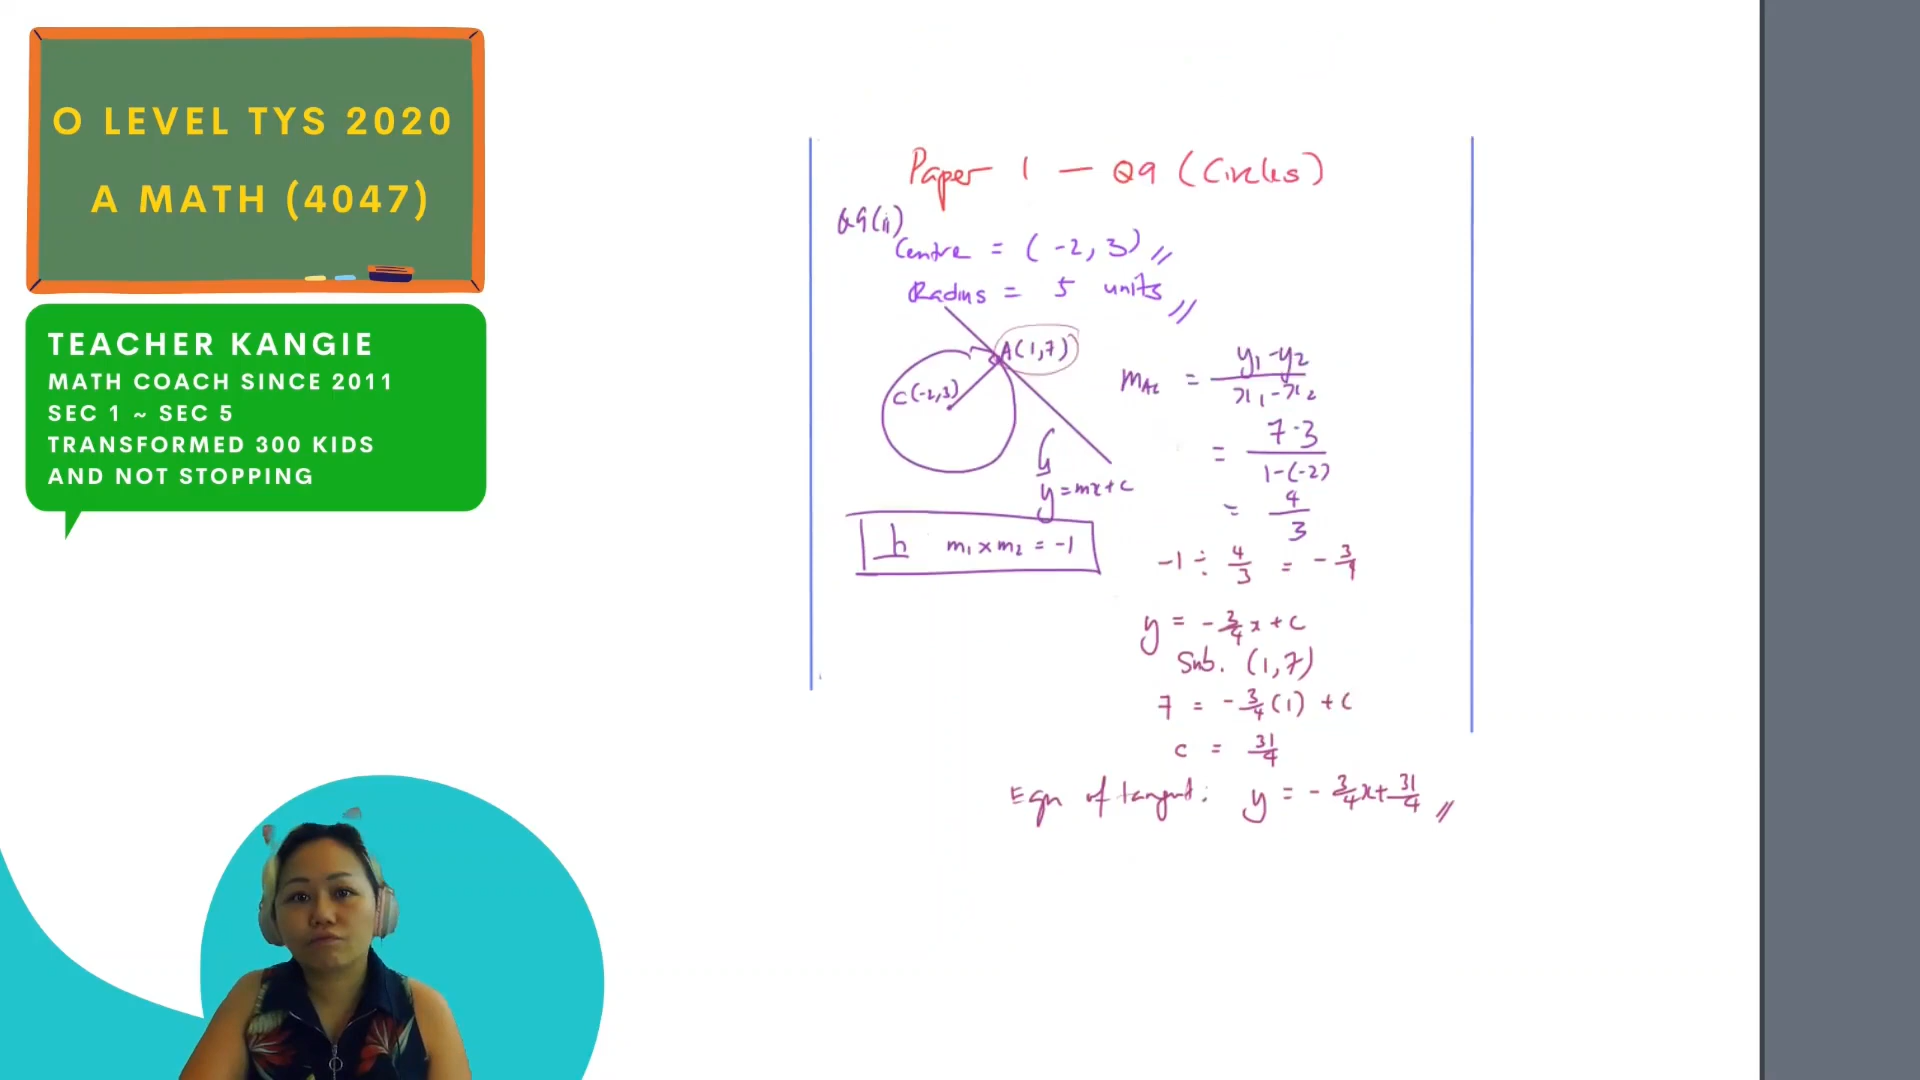 O LEVEL TYS 2020
A MATH (4047)
TEACHER KANGIE
MATH COACH SINCE 2011
SEC 1 ~ SEC 5
TRANSFORMED 300 KIDS
AND NOT STOPPING
Paper 1 — Q9 (Circles)
Q9(ii)
Centre = (-2, 3)
Radius = 5 units
A(1,7)
C(-2,3)
y = mx + c
m₁ × m₂ = -1
m_AC = (y₁ - y₂)/(x₁ - x₂)
= (7-3)/(1-(-2))
= 4/3
-1 ÷ 4/3 = -3/4
y = -3/4 x + c
Sub. (1, 7)
7 = -3/4 (1) + c
c = 31/4
Eqn of tangent: y = -3/4 x + 31/4